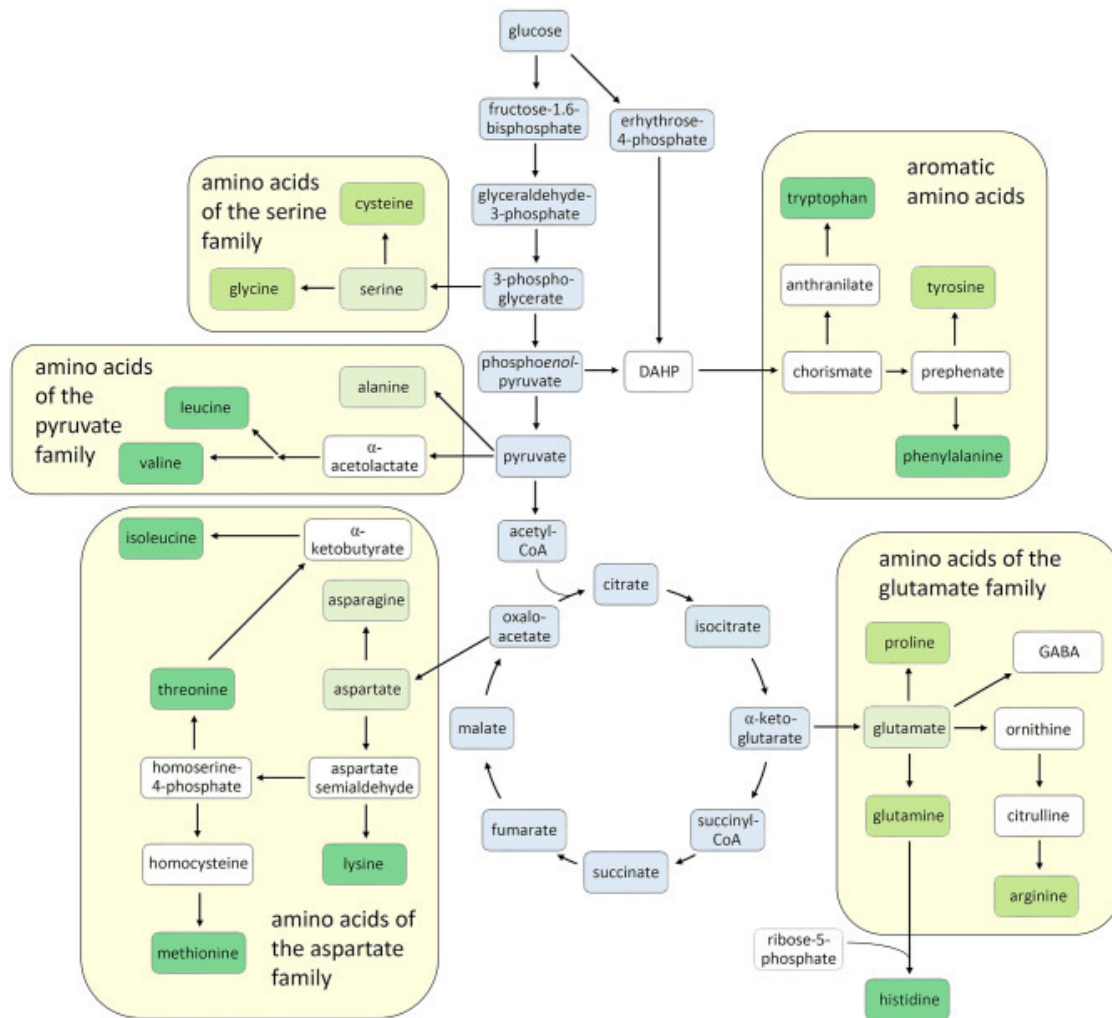 glucose
fructose-1.6-
bisphosphate
erhythrose-
4-phosphate
glyceraldehyde-
3-phosphate
3-phospho-
glycerate
phosphoenol-
pyruvate
DAHP
pyruvate
acetyl-
CoA
amino acids
of the serine
family
cysteine
glycine
serine
aromatic
amino acids
tryptophan
anthranilate
tyrosine
chorismate
prephenate
phenylalanine
amino acids
of the
pyruvate
family
alanine
leucine
valine
α-
acetolactate
isoleucine
α-
ketobutyrate
asparagine
threonine
aspartate
homoserine-
4-phosphate
aspartate
semialdehyde
homocysteine
lysine
methionine
amino acids of
the aspartate
family
citrate
oxalo-
acetate
isocitrate
malate
α-keto-
glutarate
fumarate
succinyl-
CoA
succinate
amino acids of the
glutamate family
proline
GABA
glutamate
ornithine
glutamine
citrulline
arginine
ribose-5-
phosphate
histidine